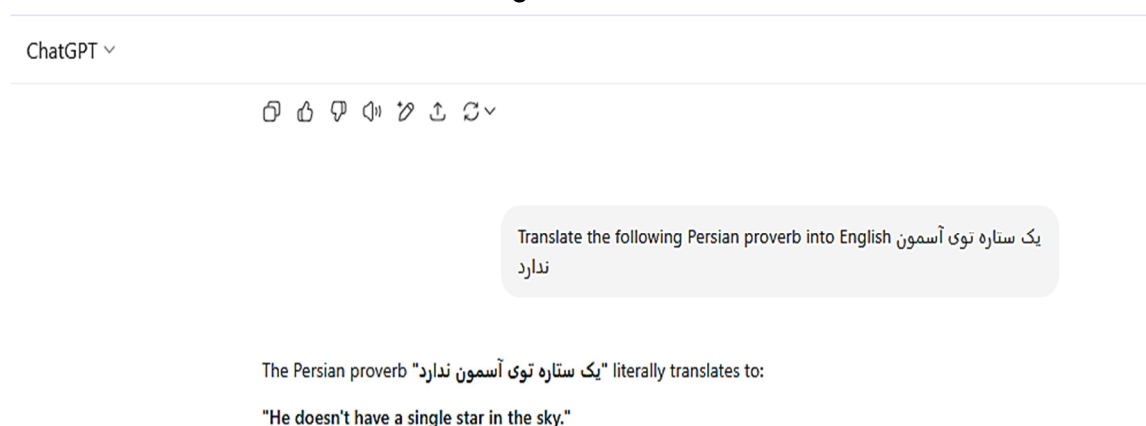 ChatGPT
Translate the following Persian proverb into English یک ستاره توی آسمون
ندارد
The Persian proverb "یک ستاره توی آسمون ندارد" literally translates to:
"He doesn't have a single star in the sky."